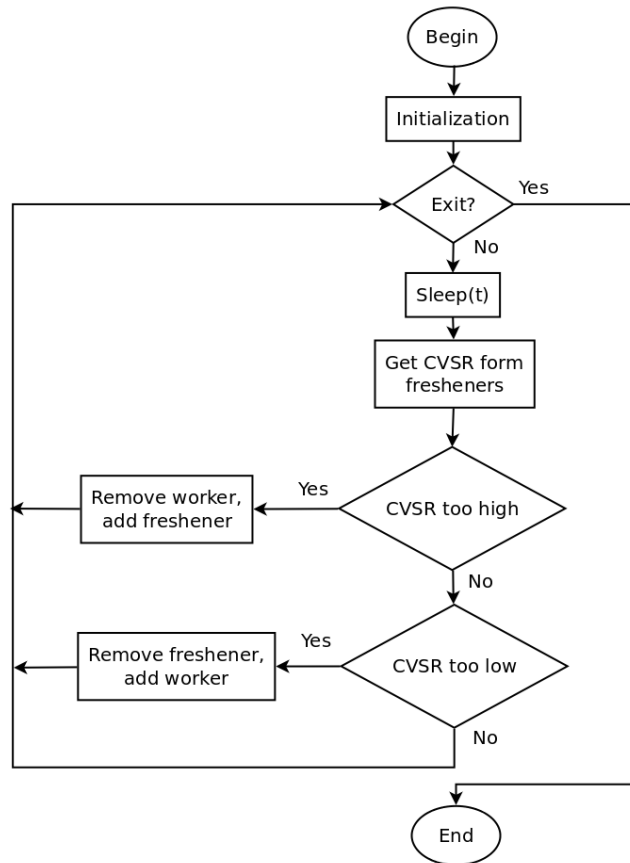 Begin
Initialization
Exit?
Yes
No
Sleep(t)
Get CVSR form
fresheners
CVSR too high
Yes
Remove worker,
add freshener
No
CVSR too low
Yes
Remove freshener,
add worker
No
End